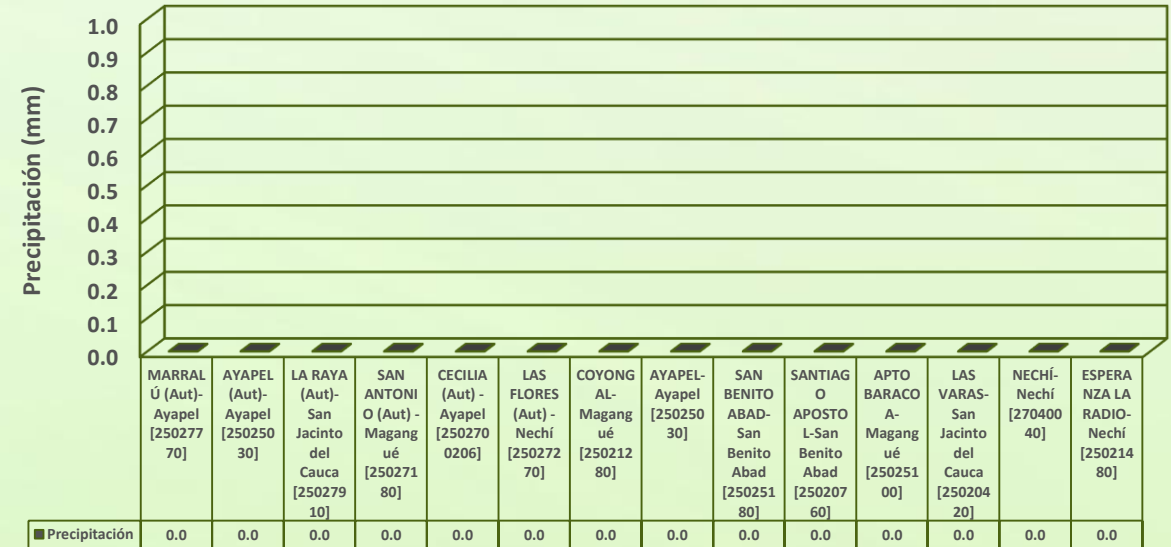 Precipitación (mm)
1.0
0.9
0.8
0.7
0.6
0.5
0.4
0.3
0.2
0.1
0.0
MARRAL
Ú (Aut)-
Ayapel
[250277
70]
AYAPEL
(Aut)-
Ayapel
[250250
30]
LA RAYA
(Aut)-
San
Jacinto
del
Cauca
[250279
10]
SAN
ANTONI
O (Aut) -
Magang
ué
[250271
80]
CECILIA
(Aut) -
Ayapel
[250270
0206]
LAS
FLORES
(Aut) -
Nechí
[250272
70]
COYONG
AL-
Magang
ué
[250212
80]
AYAPEL-
Ayapel
[250250
30]
SAN
BENITO
ABAD-
San
Benito
Abad
[250251
80]
SANTIAG
O
APOSTO
L-San
Benito
Abad
[250207
60]
APTO
BARACO
A-
Magang
ué
[250251
00]
LAS
VARAS-
San
Jacinto
del
Cauca
[250204
20]
NECHÍ-
Nechí
[270400
40]
ESPERA
NZA LA
RADIO-
Nechí
[250214
80]
Precipitación 0.0 0.0 0.0 0.0 0.0 0.0 0.0 0.0 0.0 0.0 0.0 0.0 0.0 0.0